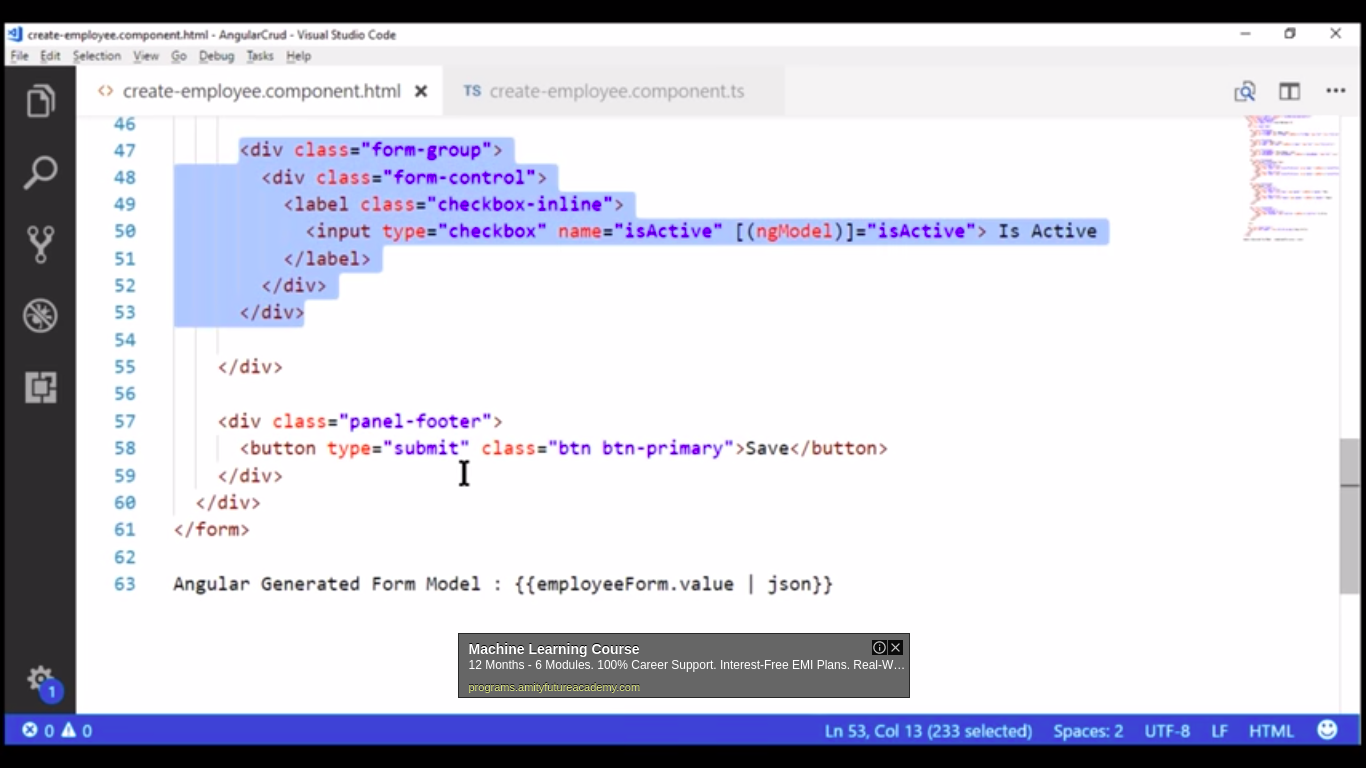 create-employee.component.html - AngularCrud - Visual Studio Code
File Edit Selection View Go Debug Tasks Help
<> create-employee.component.html TS create-employee.component.ts
46
47 <div class="form-group">
48 <div class="form-control">
49 <label class="checkbox-inline">
50 <input type="checkbox" name="isActive" [(ngModel)]="isActive"> Is Active
51 </label>
52 </div>
53 </div>
54
55 </div>
56
57 <div class="panel-footer">
58 <button type="submit" class="btn btn-primary">Save</button>
59 </div>
60 </div>
61 </form>
62
63 Angular Generated Form Model : {{employeeForm.value | json}}
Machine Learning Course
12 Months - 6 Modules. 100% Career Support. Interest-Free EMI Plans. Real-W...
programs.amityfutureacademy.com
1
0 0 Ln 53, Col 13 (233 selected) Spaces: 2 UTF-8 LF HTML